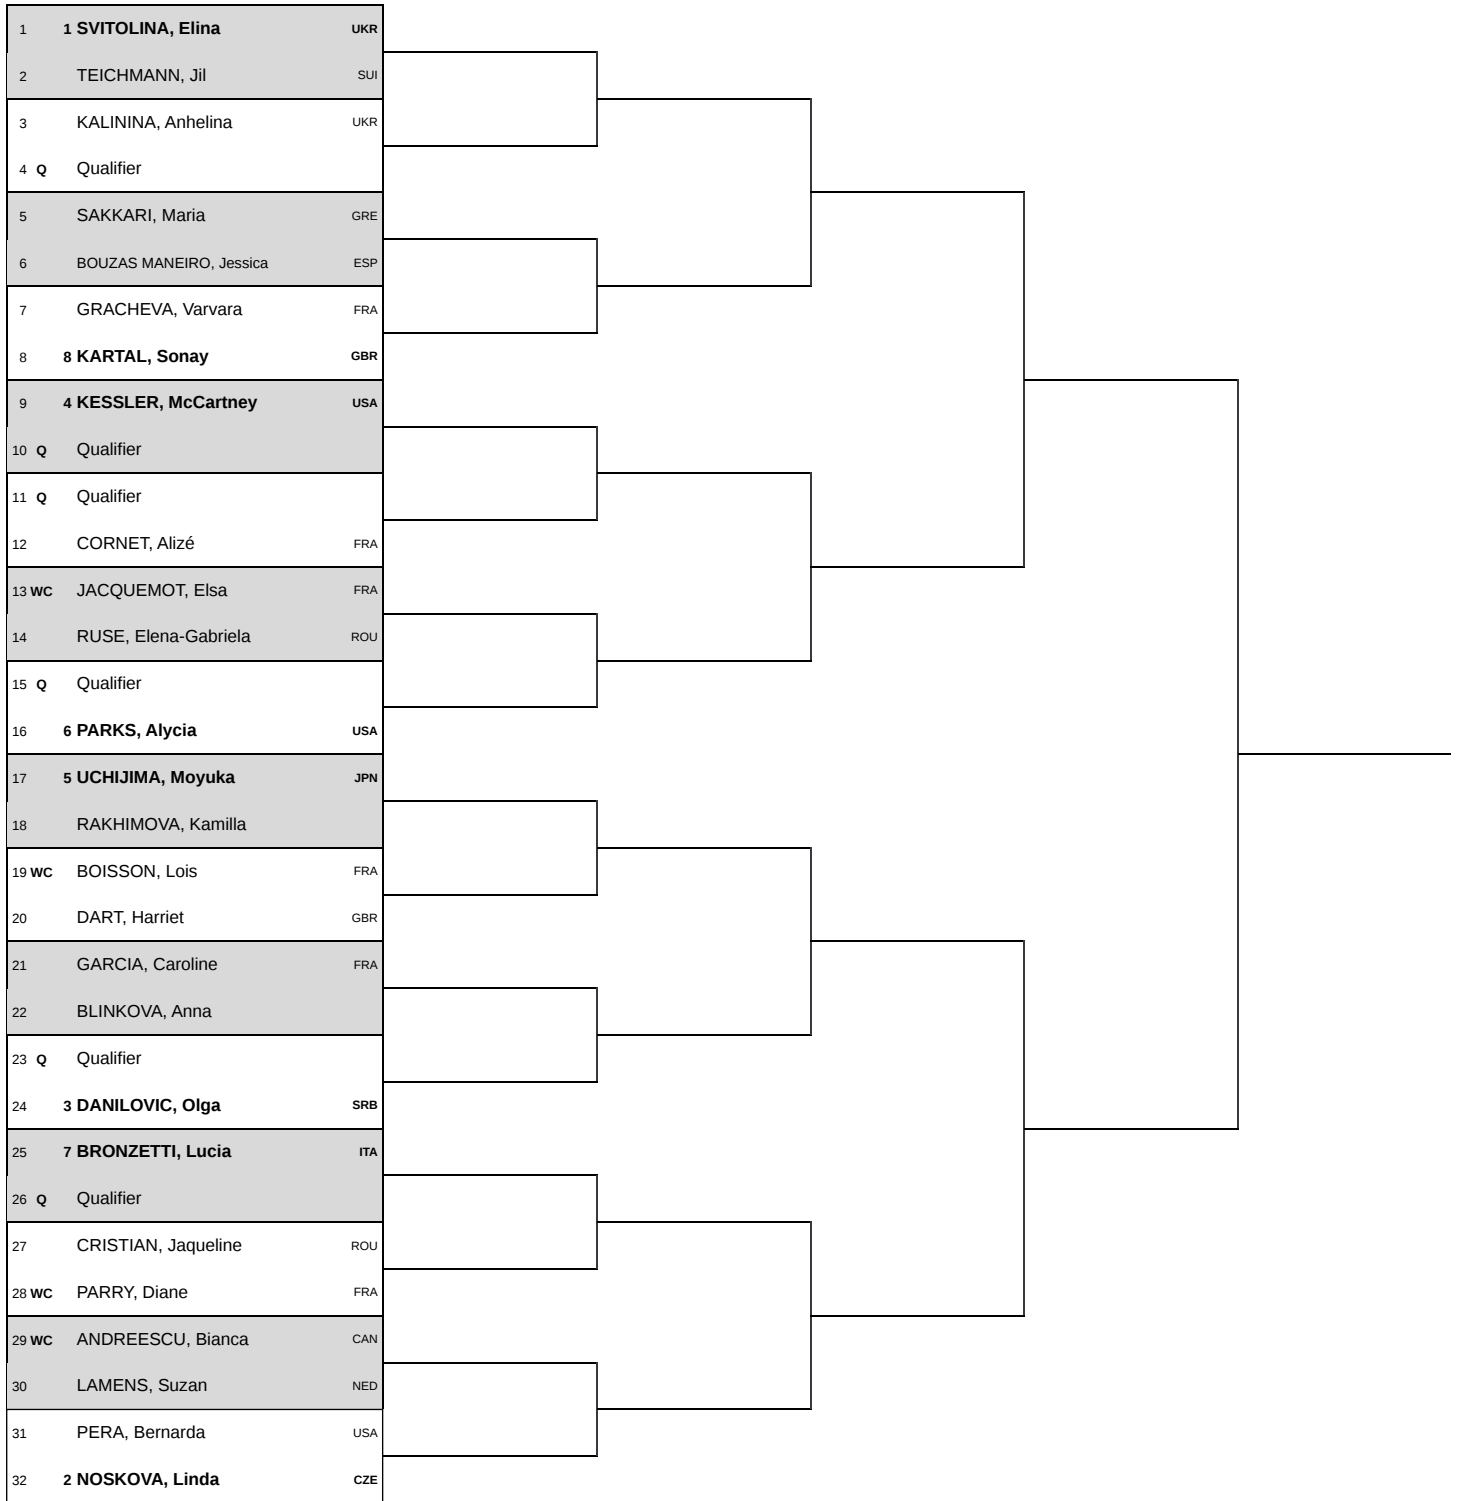 1 1 SVITOLINA, Elina UKR
2 TEICHMANN, Jil SUI
3 KALININA, Anhelina UKR
4 Q Qualifier
5 SAKKARI, Maria GRE
6 BOUZAS MANEIRO, Jessica ESP
7 GRACHEVA, Varvara FRA
8 8 KARTAL, Sonay GBR
9 4 KESSLER, McCartney USA
10 Q Qualifier
11 Q Qualifier
12 CORNET, Alizé FRA
13 WC JACQUEMOT, Elsa FRA
14 RUSE, Elena-Gabriela ROU
15 Q Qualifier
16 6 PARKS, Alycia USA
17 5 UCHIJIMA, Moyuka JPN
18 RAKHIMOVA, Kamilla
19 WC BOISSON, Lois FRA
20 DART, Harriet GBR
21 GARCIA, Caroline FRA
22 BLINKOVA, Anna
23 Q Qualifier
24 3 DANILOVIC, Olga SRB
25 7 BRONZETTI, Lucia ITA
26 Q Qualifier
27 CRISTIAN, Jaqueline ROU
28 WC PARRY, Diane FRA
29 WC ANDREESCU, Bianca CAN
30 LAMENS, Suzan NED
31 PERA, Bernarda USA
32 2 NOSKOVA, Linda CZE